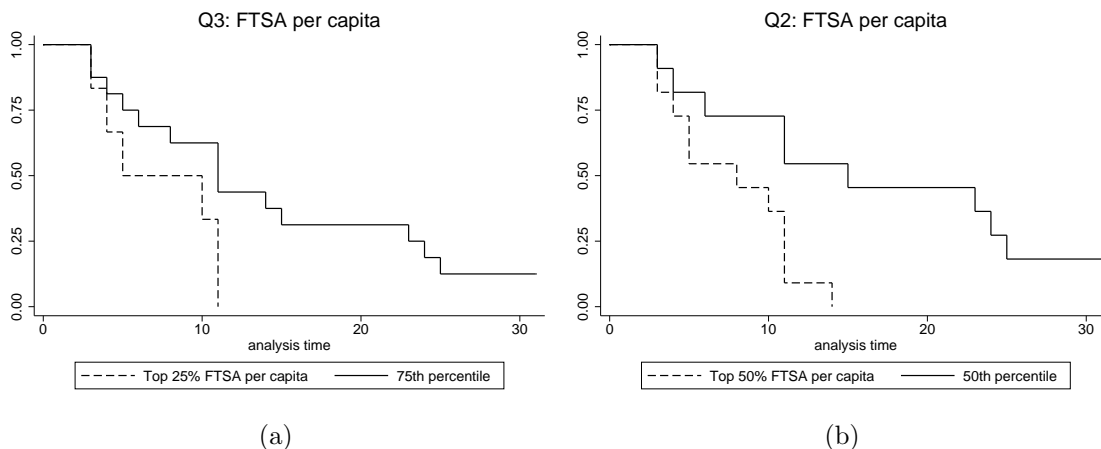 Q3: FTSA per capita
1.00
0.75
0.50
0.25
0.00
0
10
20
30
analysis time
Top 25% FTSA per capita
75th percentile
(a)
Q2: FTSA per capita
1.00
0.75
0.50
0.25
0.00
0
10
20
30
analysis time
Top 50% FTSA per capita
50th percentile
(b)